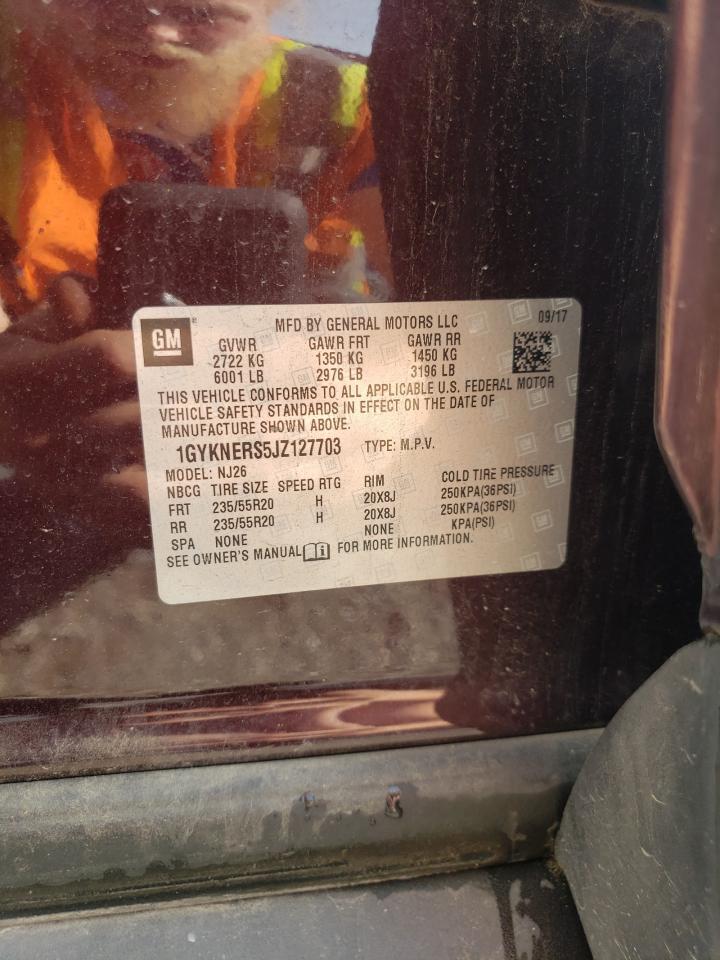 GM
MFD BY GENERAL MOTORS LLC 09/17
GVWR GAWR FRT GAWR RR
2722 KG 1350 KG 1450 KG
6001 LB 2976 LB 3196 LB
THIS VEHICLE CONFORMS TO ALL APPLICABLE U.S. FEDERAL MOTOR
VEHICLE SAFETY STANDARDS IN EFFECT ON THE DATE OF
MANUFACTURE SHOWN ABOVE.
1GYKNERS5JZ127703 TYPE: M.P.V.
MODEL: NJ26
NBCG TIRE SIZE SPEED RTG RIM COLD TIRE PRESSURE
FRT 235/55R20 H 20X8J 250KPA(36PSI)
RR 235/55R20 H 20X8J 250KPA(36PSI)
SPA NONE NONE KPA(PSI)
SEE OWNER'S MANUAL FOR MORE INFORMATION.